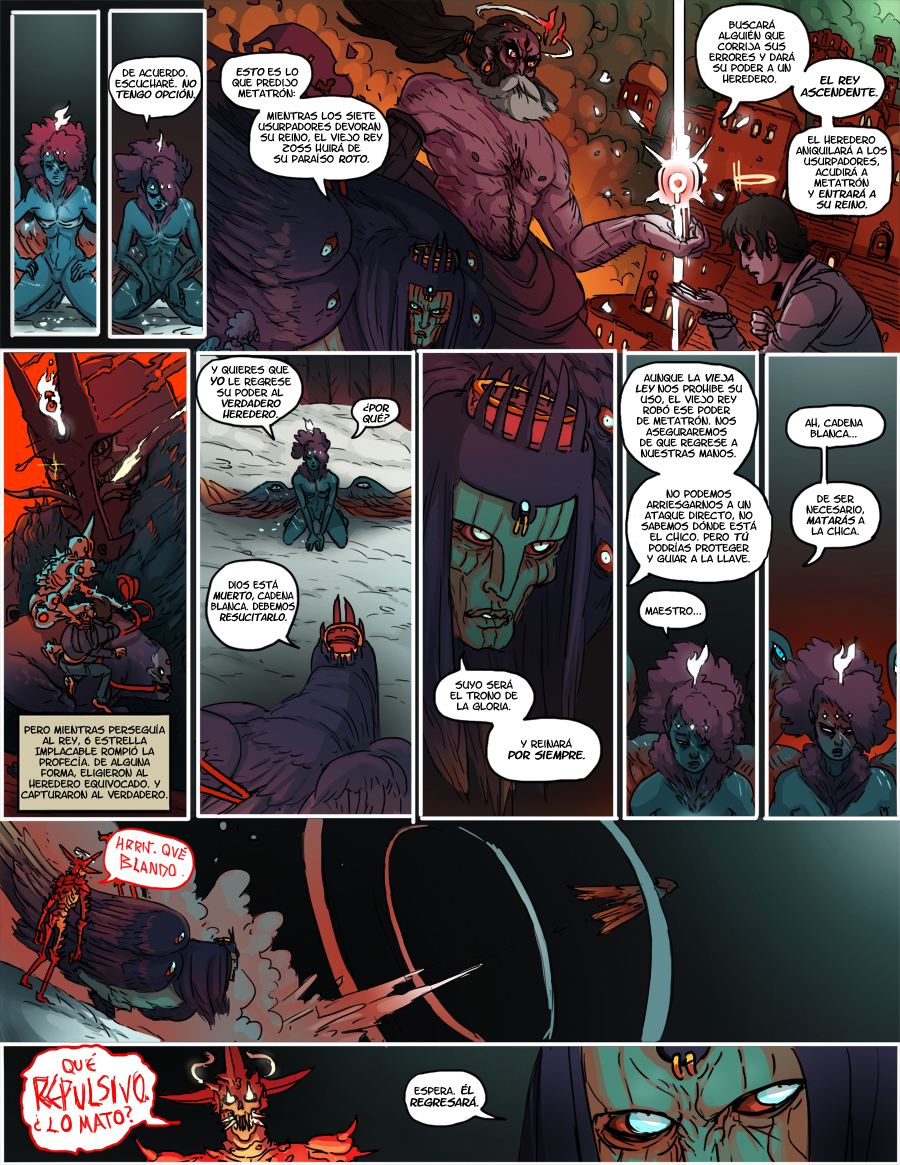 DE ACUERDO.
ESCUCHARÉ. NO
TENGO OPCIÓN.
ESTO ES LO
QUE PREDIJO
METATRÓN:
MIENTRAS LOS SIETE
USURPADORES DEVORAN
SU REINO, EL VIEJO REY
ZOSS HUIRÁ DE
SU PARAÍSO ROTO.
BUSCARÁ
ALGUIÉN QUE
CORRIJA SUS
ERRORES Y DARÁ
SU PODER A UN
HEREDERO.
EL REY
ASCENDENTE.
EL HEREDERO
ANIQUILARÁ A LOS
USURPADORES,
ACUDIRÁ A
METATRÓN
Y ENTRARÁ A
SU REINO.
PERO MIENTRAS PERSEGUÍA
AL REY, 6 ESTRELLA
IMPLACABLE ROMPIÓ LA
PROFECÍA. DE ALGUNA
FORMA, ELIGIERON AL
HEREDERO EQUIVOCADO. Y
CAPTURARON AL VERDADERO.
Y QUIERES QUE
YO LE REGRESE
SU PODER AL
VERDADERO
HEREDERO.
¿POR
QUÉ?
DIOS ESTÁ
MUERTO, CADENA
BLANCA. DEBEMOS
RESUCITARLO.
SUYO SERÁ
EL TRONO DE
LA GLORIA.
Y REINARÁ
POR SIEMPRE.
AUNQUE LA VIEJA
LEY NOS PROHIBE SU
USO, EL VIEJO REY
ROBÓ ESE PODER
DE METATRÓN. NOS
ASEGURAREMOS
DE QUE REGRESE A
NUESTRAS MANOS.
NO PODEMOS
ARRIESGARNOS A UN
ATAQUE DIRECTO, NO
SABEMOS DÓNDE ESTÁ
EL CHICO. PERO TÚ
PODRÍAS PROTEGER
Y GUIAR A LA LLAVE.
MAESTRO...
AH, CADENA
BLANCA...
DE SER
NECESARIO,
MATARÁS A
LA CHICA.
HRRN. QUÉ
BLANDO.
QUÉ
REPULSIVO.
¿LO MATO?
ESPERA. ÉL
REGRESARÁ.